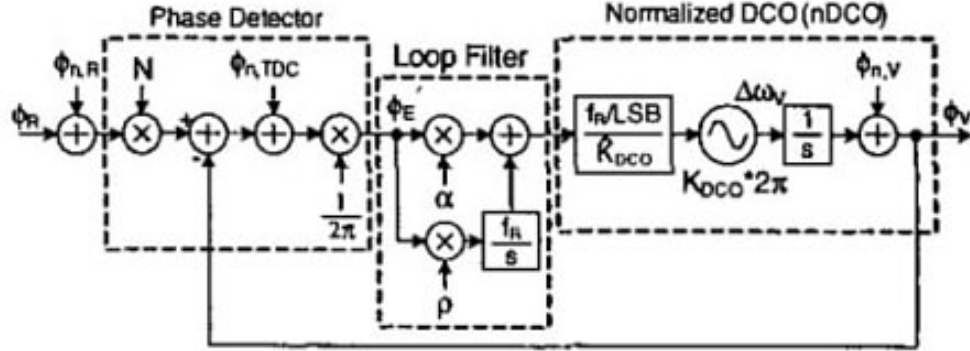 Phase Detector
Normalized DCO (nDCO)
Loop Filter
ϕn,R
N
ϕn,TDC
ϕn,V
ϕR
+
×
+
-
+
+
×
ϕE
×
+
fR/LSB
K̂DCO
ΔωV
1
s
+
ϕV
KDCO*2π
α
1
2π
×
fR
s
ρ